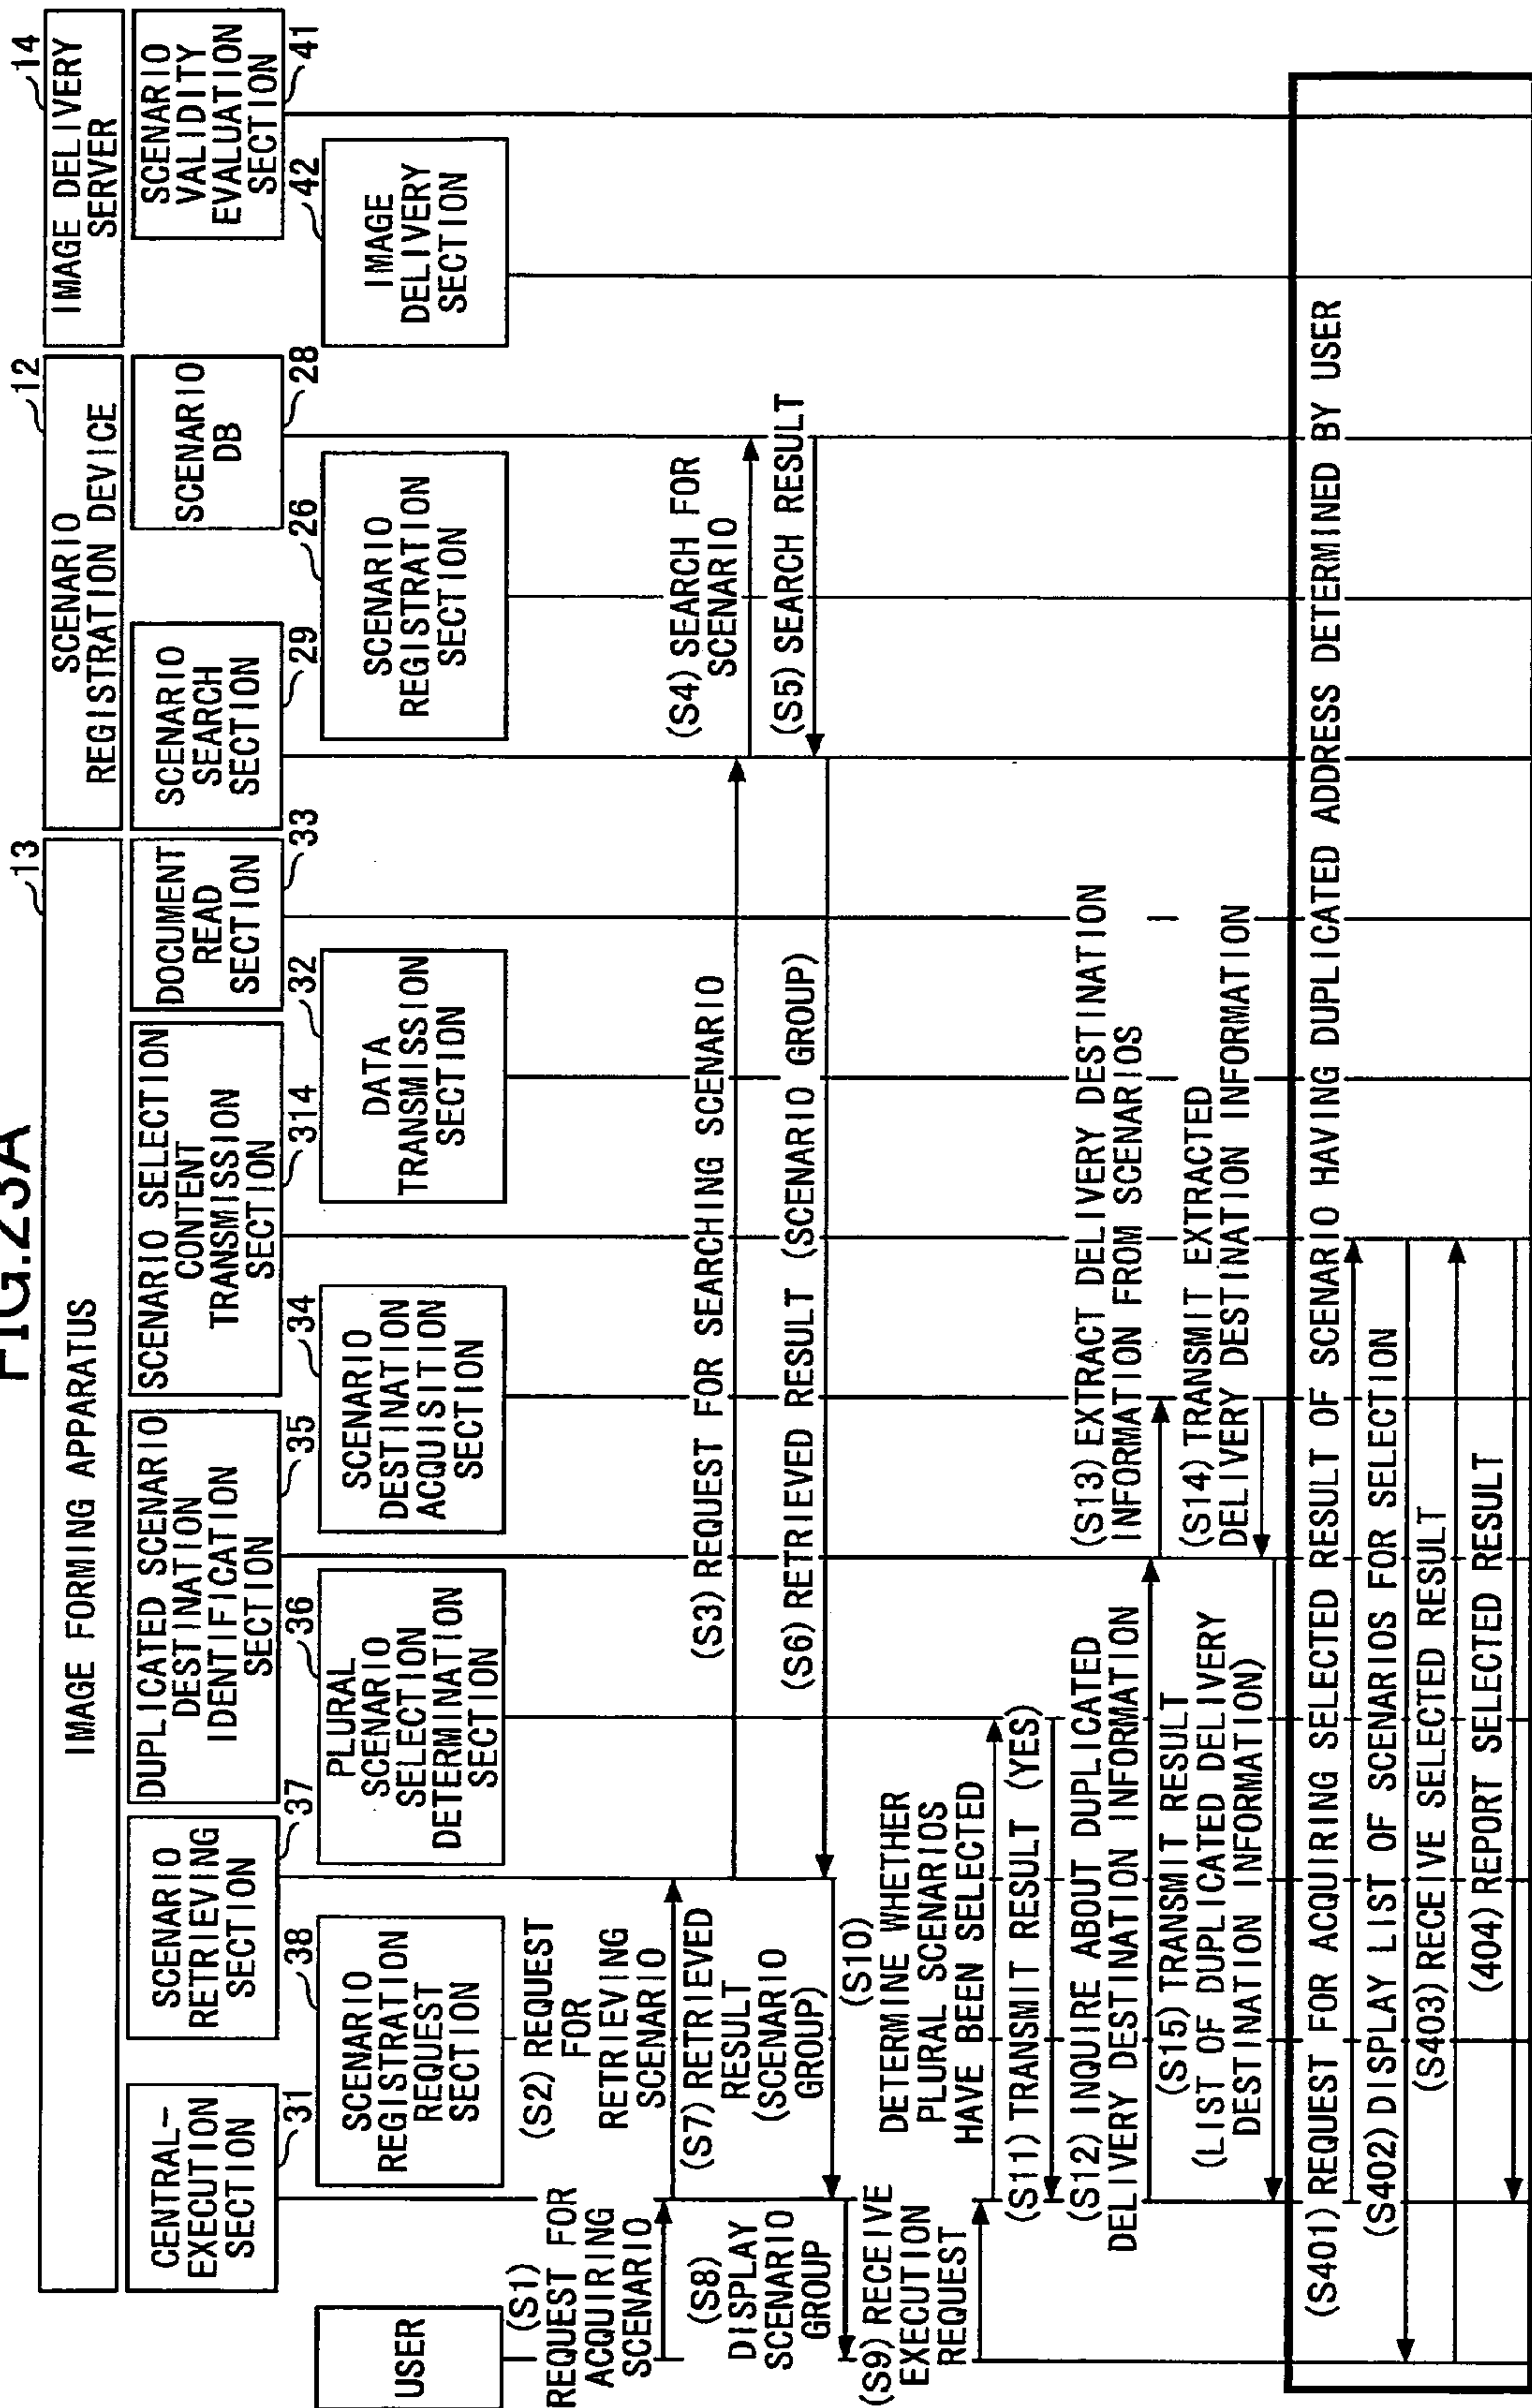 FIG.23A
IMAGE FORMING APPARATUS
13
SCENARIO
REGISTRATION DEVICE
12
IMAGE DELIVERY
SERVER
14
CENTRAL-
EXECUTION
SECTION
31
SCENARIO
RETRIEVING
SECTION
37
DUPLICATED SCENARIO
DESTINATION
IDENTIFICATION
SECTION
35
SCENARIO SELECTION
CONTENT
TRANSMISSION
SECTION
314
DOCUMENT
READ
SECTION
33
SCENARIO
SEARCH
SECTION
29
SCENARIO
DB
28
SCENARIO
VALIDITY
EVALUATION
SECTION
41
USER
SCENARIO
REGISTRATION
REQUEST
SECTION
38
PLURAL
SCENARIO
SELECTION
DETERMINATION
SECTION
36
SCENARIO
DESTINATION
ACQUISITION
SECTION
34
DATA
TRANSMISSION
SECTION
32
SCENARIO
REGISTRATION
SECTION
26
IMAGE
DELIVERY
SECTION
42
(S1)
REQUEST FOR
ACQUIRING
SCENARIO
(S2) REQUEST
FOR
RETRIEVING
SCENARIO
(S3) REQUEST FOR SEARCHING SCENARIO
(S4) SEARCH FOR
SCENARIO
(S5) SEARCH RESULT
(S6) RETRIEVED RESULT (SCENARIO GROUP)
(S7) RETRIEVED
RESULT
(SCENARIO
GROUP)
(S8)
DISPLAY
SCENARIO
GROUP
(S9) RECEIVE
EXECUTION
REQUEST
(S10)
DETERMINE WHETHER
PLURAL SCENARIOS
HAVE BEEN SELECTED
(S11) TRANSMIT RESULT (YES)
(S12) INQUIRE ABOUT DUPLICATED
DELIVERY DESTINATION INFORMATION
(S13) EXTRACT DELIVERY DESTINATION
INFORMATION FROM SCENARIOS
(S14) TRANSMIT EXTRACTED
DELIVERY DESTINATION INFORMATION
(S15) TRANSMIT RESULT
(LIST OF DUPLICATED DELIVERY
DESTINATION INFORMATION)
(S401) REQUEST FOR ACQUIRING SELECTED RESULT OF SCENARIO HAVING DUPLICATED ADDRESS DETERMINED BY USER
(S402) DISPLAY LIST OF SCENARIOS FOR SELECTION
(S403) RECEIVE SELECTED RESULT
(404) REPORT SELECTED RESULT